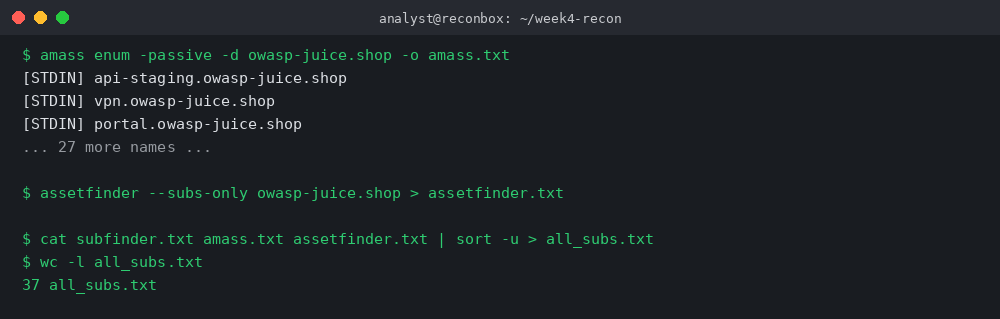 analyst@reconbox: ~/week4-recon
$ amass enum -passive -d owasp-juice.shop -o amass.txt
[STDIN] api-staging.owasp-juice.shop
[STDIN] vpn.owasp-juice.shop
[STDIN] portal.owasp-juice.shop
... 27 more names ...
$ assetfinder --subs-only owasp-juice.shop > assetfinder.txt
$ cat subfinder.txt amass.txt assetfinder.txt | sort -u > all_subs.txt
$ wc -l all_subs.txt
37 all_subs.txt